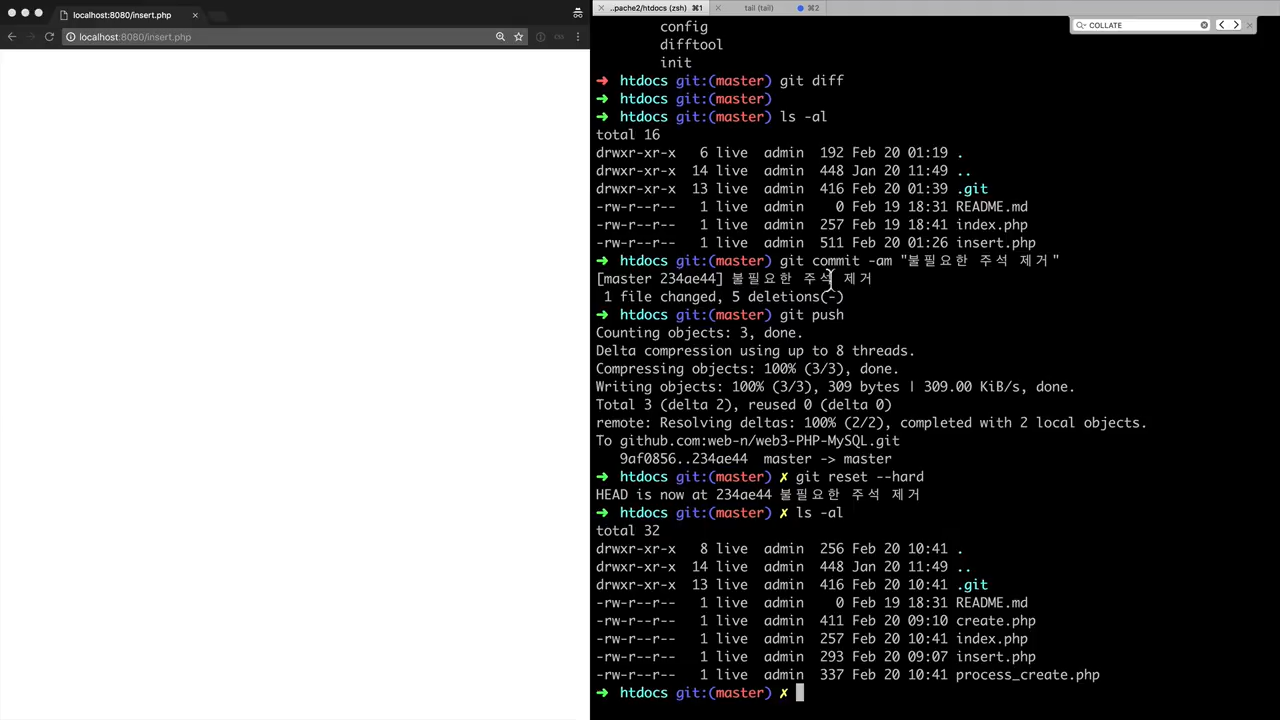 localhost:8080/insert.php
localhost:8080/insert.php
..pache2/htdocs (zsh) ⌘1
tail (tail)
⌘2
COLLATE
config
difftool
init
➜ htdocs git:(master) git diff
➜ htdocs git:(master)
➜ htdocs git:(master) ls -al
total 16
drwxr-xr-x 6 live admin 192 Feb 20 01:19 .
drwxr-xr-x 14 live admin 448 Jan 20 11:49 ..
drwxr-xr-x 13 live admin 416 Feb 20 01:39 .git
-rw-r--r-- 1 live admin 0 Feb 19 18:31 README.md
-rw-r--r-- 1 live admin 257 Feb 19 18:41 index.php
-rw-r--r-- 1 live admin 511 Feb 20 01:26 insert.php
➜ htdocs git:(master) git commit -am "불필요한 주석 제거"
[master 234ae44] 불필요한 주석 제거
1 file changed, 5 deletions(-)
➜ htdocs git:(master) git push
Counting objects: 3, done.
Delta compression using up to 8 threads.
Compressing objects: 100% (3/3), done.
Writing objects: 100% (3/3), 309 bytes | 309.00 KiB/s, done.
Total 3 (delta 2), reused 0 (delta 0)
remote: Resolving deltas: 100% (2/2), completed with 2 local objects.
To github.com:web-n/web3-PHP-MySQL.git
9af0856..234ae44 master -> master
➜ htdocs git:(master) ✗ git reset --hard
HEAD is now at 234ae44 불필요한 주석 제거
➜ htdocs git:(master) ✗ ls -al
total 32
drwxr-xr-x 8 live admin 256 Feb 20 10:41 .
drwxr-xr-x 14 live admin 448 Jan 20 11:49 ..
drwxr-xr-x 13 live admin 416 Feb 20 10:41 .git
-rw-r--r-- 1 live admin 0 Feb 19 18:31 README.md
-rw-r--r-- 1 live admin 411 Feb 20 09:10 create.php
-rw-r--r-- 1 live admin 257 Feb 20 10:41 index.php
-rw-r--r-- 1 live admin 293 Feb 20 09:07 insert.php
-rw-r--r-- 1 live admin 337 Feb 20 10:41 process_create.php
➜ htdocs git:(master) ✗